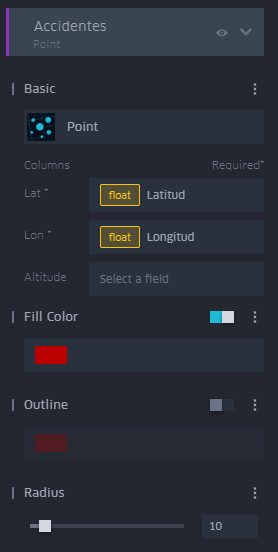 Accidentes
Point
Basic
Point
Columns Required*
Lat * float Latitud
Lon * float Longitud
Altitude Select a field
Fill Color
Outline
Radius
10